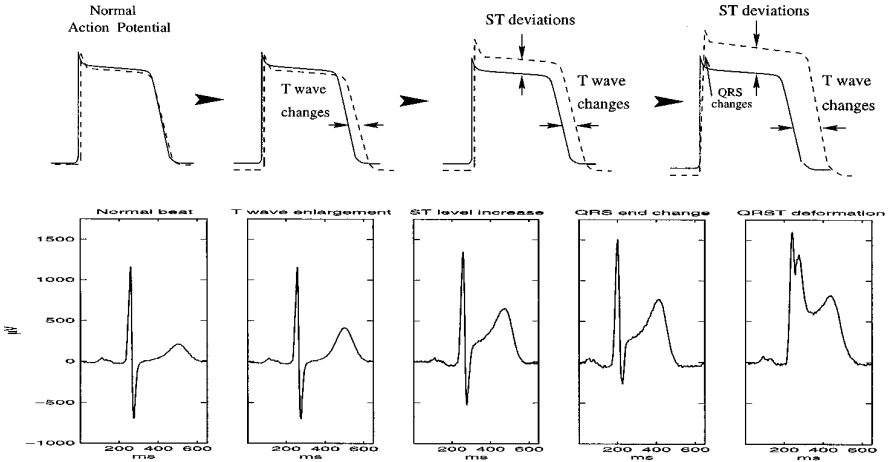 Normal
Action Potential
T wave
changes
ST deviations
T wave
changes
ST deviations
QRS
changes
T wave
changes
Normal beat
T wave enlargement
ST level increase
QRS end change
QRST deformation
1500
1000
500
0
−500
−1000
μV
200 400 600
ms
200 400 600
ms
200 400 600
ms
200 400 600
ms
200 400 600
ms